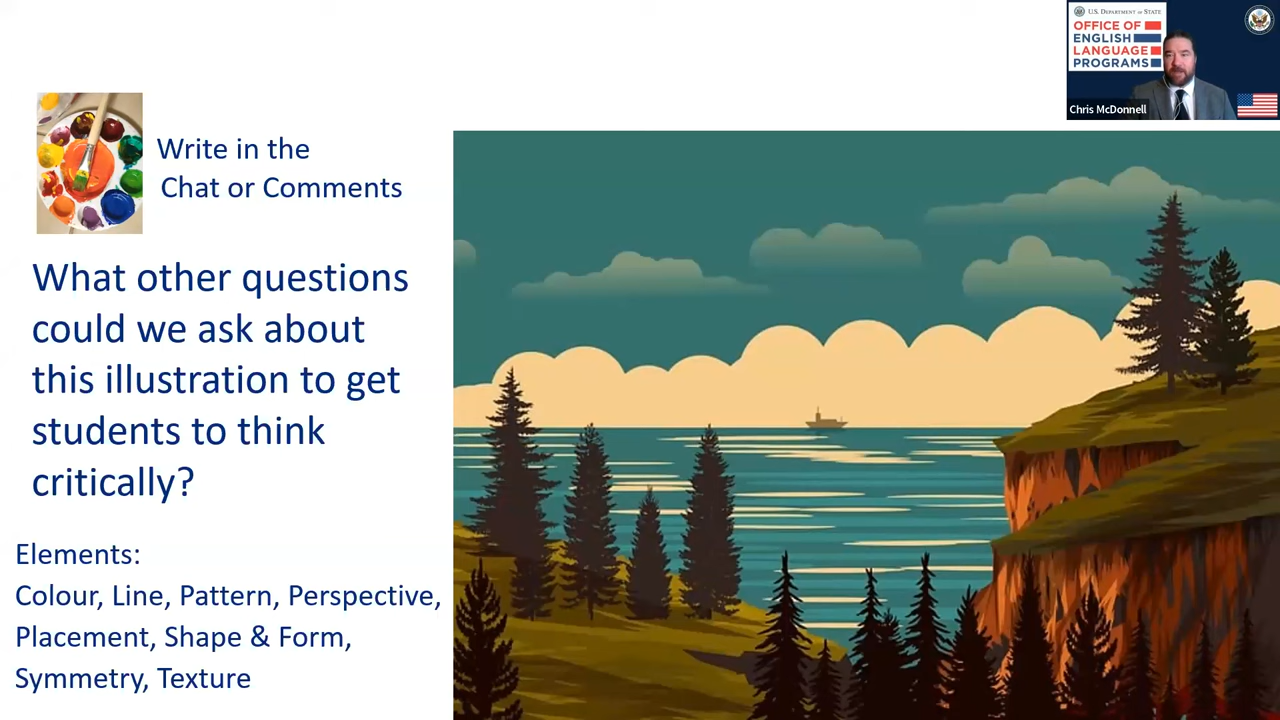 U.S. DEPARTMENT OF STATE
OFFICE OF
ENGLISH
LANGUAGE
PROGRAMS
Chris McDonnell
Write in the
Chat or Comments
What other questions
could we ask about
this illustration to get
students to think
critically?
Elements:
Colour, Line, Pattern, Perspective,
Placement, Shape & Form,
Symmetry, Texture